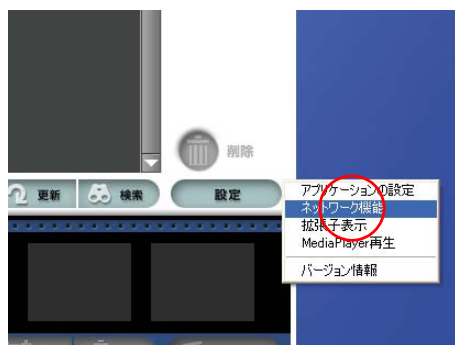 削除
更新
検索
設定
アプリケーションの設定
ネットワーク機能
拡張子表示
MediaPlayer再生
バージョン情報